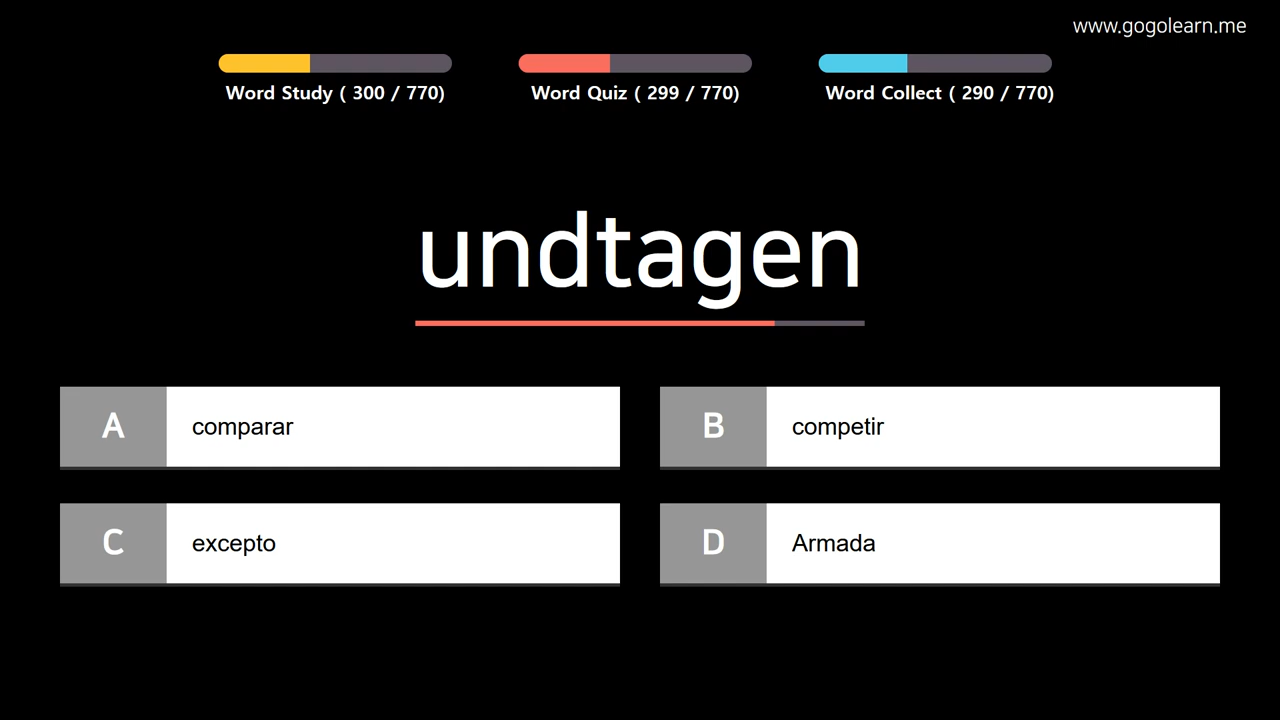 www.gogolearn.me
Word Study ( 300 / 770)
Word Quiz ( 299 / 770)
Word Collect ( 290 / 770)
undtagen
A
comparar
B
competir
C
excepto
D
Armada